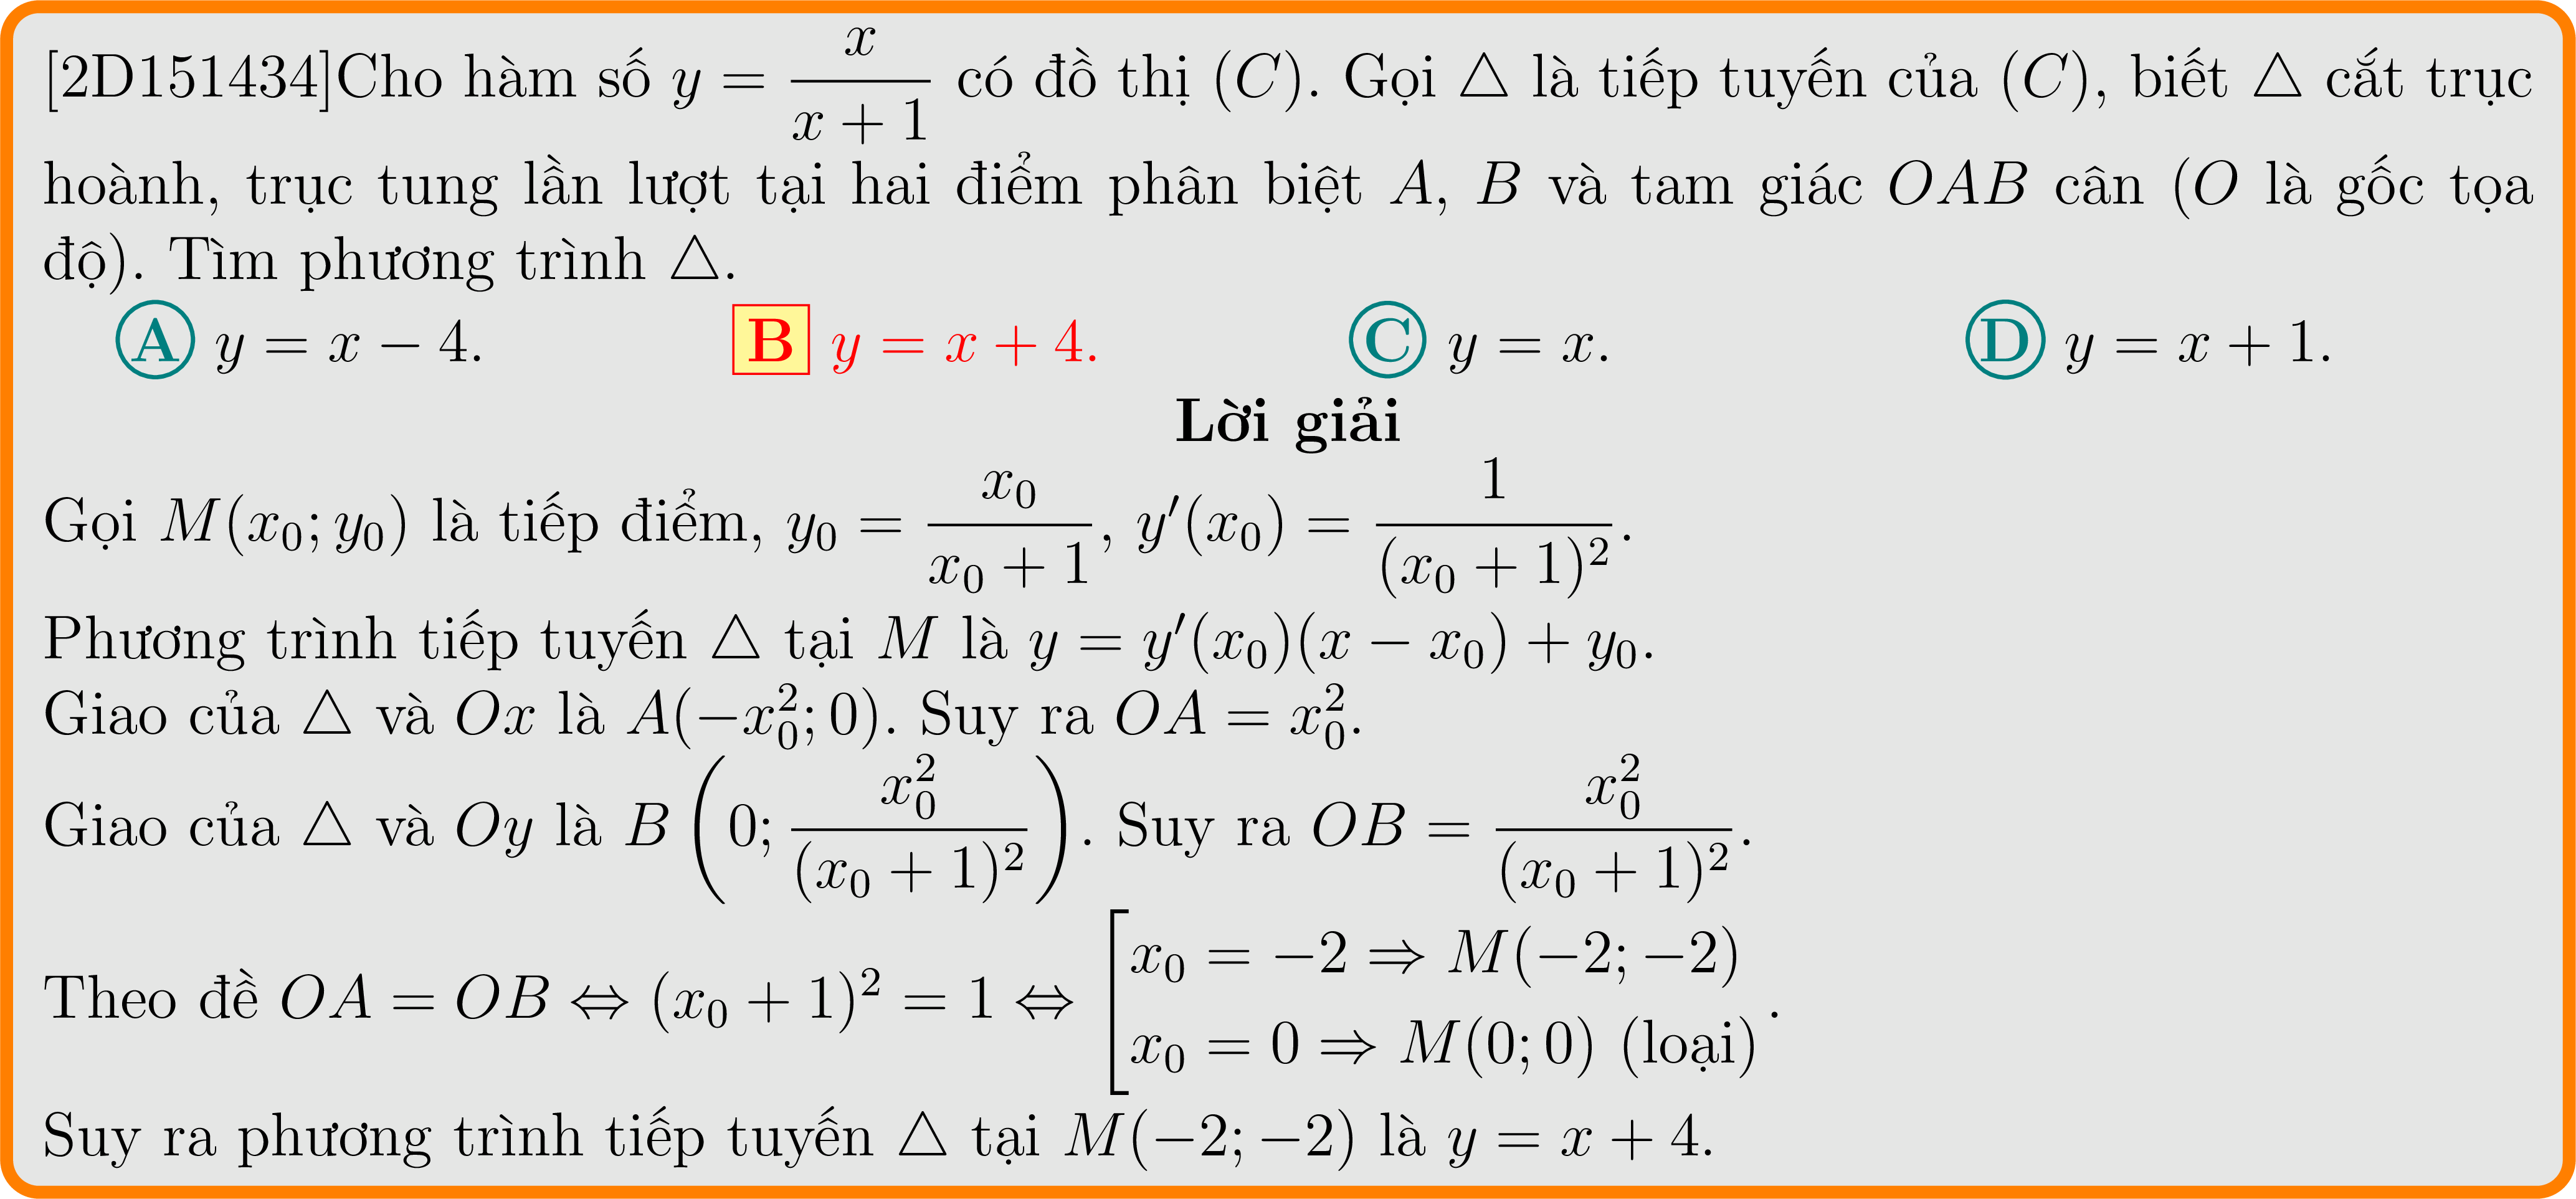 [2D151434]Cho hàm số $y = \dfrac{x}{x+1}$ có đồ thị $(C)$. Gọi $\triangle$ là tiếp tuyến của $(C)$, biết $\triangle$ cắt trục
hoành, trục tung lần lượt tại hai điểm phân biệt $A$, $B$ và tam giác $OAB$ cân ($O$ là gốc tọa
độ). Tìm phương trình $\triangle$.
A $y = x - 4$. B $y = x + 4$. C $y = x$. D $y = x + 1$.
Lời giải
Gọi $M(x_0; y_0)$ là tiếp điểm, $y_0 = \dfrac{x_0}{x_0+1}$, $y'(x_0) = \dfrac{1}{(x_0+1)^2}$.
Phương trình tiếp tuyến $\triangle$ tại $M$ là $y = y'(x_0)(x - x_0) + y_0$.
Giao của $\triangle$ và $Ox$ là $A(-x_0^2; 0)$. Suy ra $OA = x_0^2$.
Giao của $\triangle$ và $Oy$ là $B\left(0; \dfrac{x_0^2}{(x_0+1)^2}\right)$. Suy ra $OB = \dfrac{x_0^2}{(x_0+1)^2}$.
Theo đề $OA = OB \Leftrightarrow (x_0+1)^2 = 1 \Leftrightarrow \left[\begin{array}{l} x_0 = -2 \Rightarrow M(-2; -2) \\ x_0 = 0 \Rightarrow M(0; 0) \text{ (loại)} \end{array}\right.$.
Suy ra phương trình tiếp tuyến $\triangle$ tại $M(-2; -2)$ là $y = x + 4$.